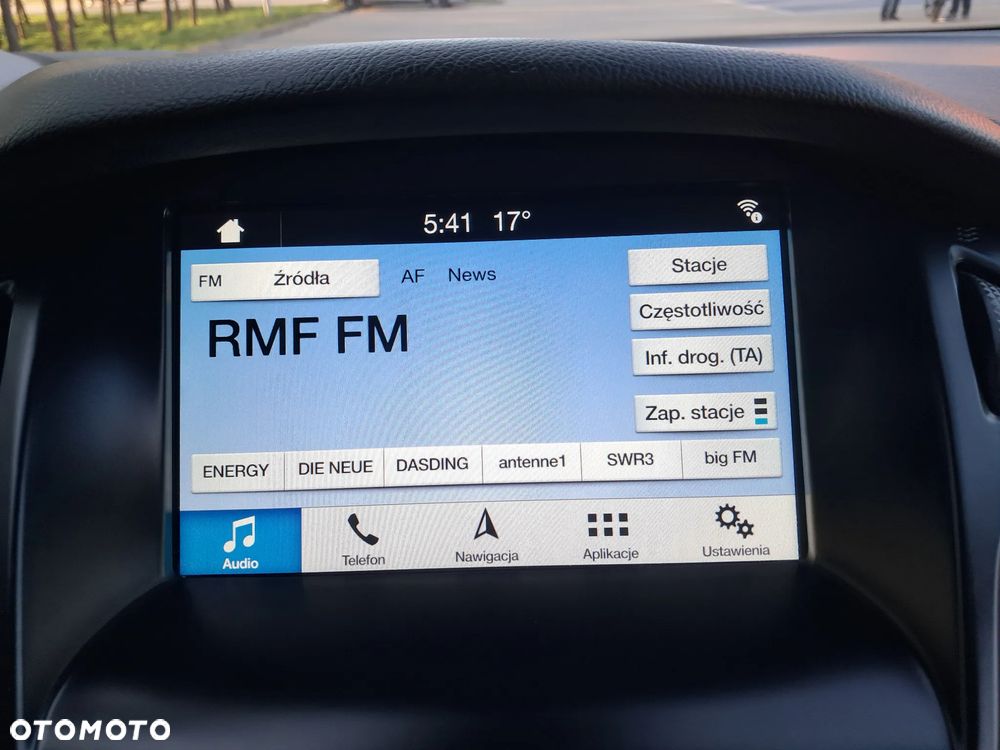 5:41 17°
FM Źródła AF News Stacje
RMF FM
Częstotliwość
Inf. drog. (TA)
Zap. stacje
ENERGY DIE NEUE DASDING antenne1 SWR3 big FM
Audio Telefon Nawigacja Aplikacje Ustawienia
OTOMOTO